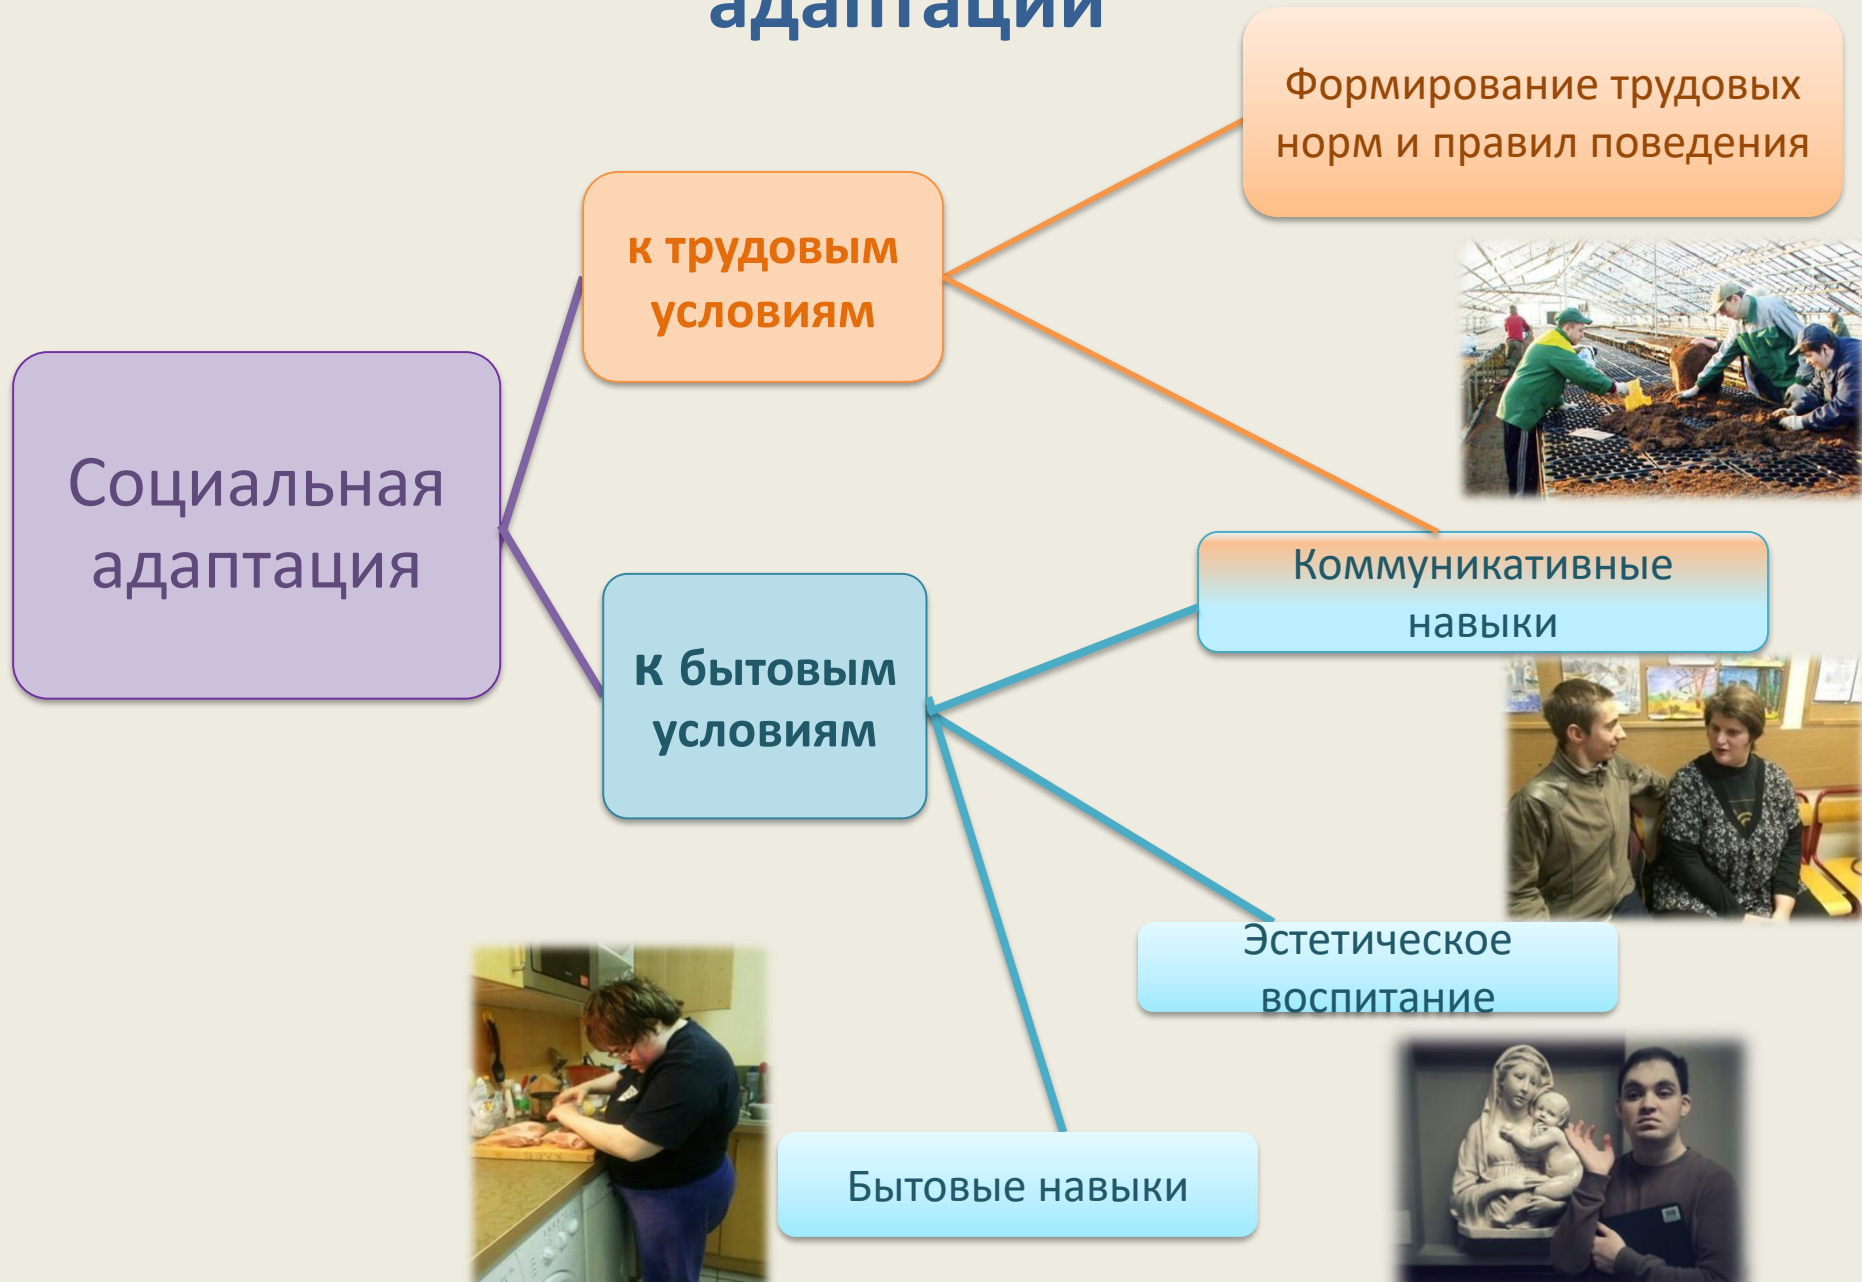 адаптации
Формирование трудовых
норм и правил поведения
к трудовым
условиям
Социальная
адаптация
Коммуникативные
навыки
К бытовым
условиям
Эстетическое
воспитание
Бытовые навыки